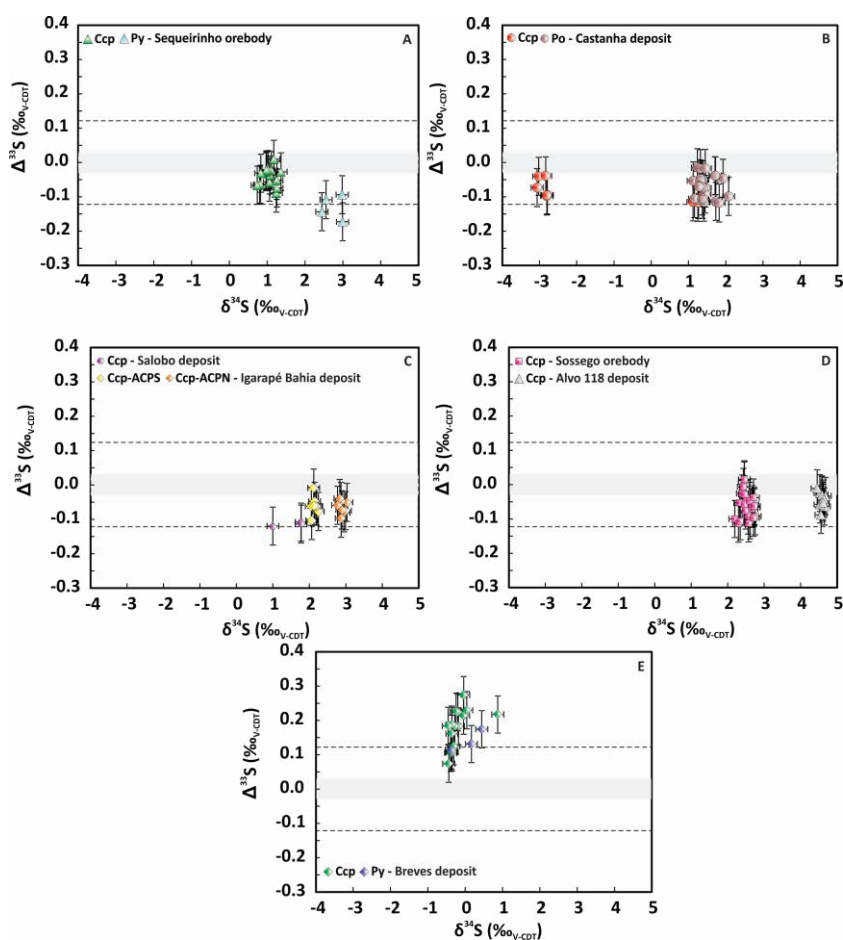 Ccp Py - Sequeirinho orebody A
0.4
0.3
0.2
0.1
0.0
-0.1
-0.2
-0.3
Δ³³S (‰V-CDT)
-4 -3 -2 -1 0 1 2 3 4 5
δ³⁴S (‰V-CDT)
Ccp Po - Castanha deposit B
0.4
0.3
0.2
0.1
0.0
-0.1
-0.2
-0.3
Δ³³S (‰V-CDT)
-4 -3 -2 -1 0 1 2 3 4 5
δ³⁴S (‰V-CDT)
Ccp - Salobo deposit C
Ccp-ACPS Ccp-ACPN - Igarapé Bahia deposit
0.4
0.3
0.2
0.1
0.0
-0.1
-0.2
-0.3
Δ³³S (‰V-CDT)
-4 -3 -2 -1 0 1 2 3 4 5
δ³⁴S (‰V-CDT)
Ccp - Sossego orebody D
Ccp - Alvo 118 deposit
0.4
0.3
0.2
0.1
0.0
-0.1
-0.2
-0.3
Δ³³S (‰V-CDT)
-4 -3 -2 -1 0 1 2 3 4 5
δ³⁴S (‰V-CDT)
E
0.4
0.3
0.2
0.1
0.0
-0.1
-0.2
-0.3
Δ³³S (‰V-CDT)
Ccp Py - Breves deposit
-4 -3 -2 -1 0 1 2 3 4 5
δ³⁴S (‰V-CDT)